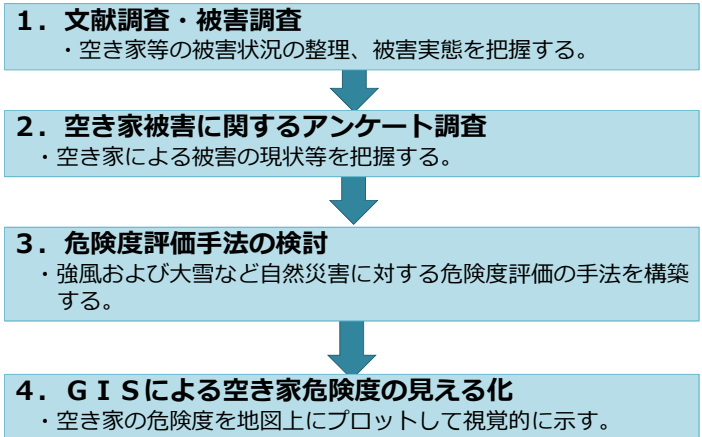 １．文献調査・被害調査
・空き家等の被害状況の整理、被害実態を把握する。
２．空き家被害に関するアンケート調査
・空き家による被害の現状等を把握する。
３．危険度評価手法の検討
・強風および大雪など自然災害に対する危険度評価の手法を構築
する。
４．ＧＩＳによる空き家危険度の見える化
・空き家の危険度を地図上にプロットして視覚的に示す。